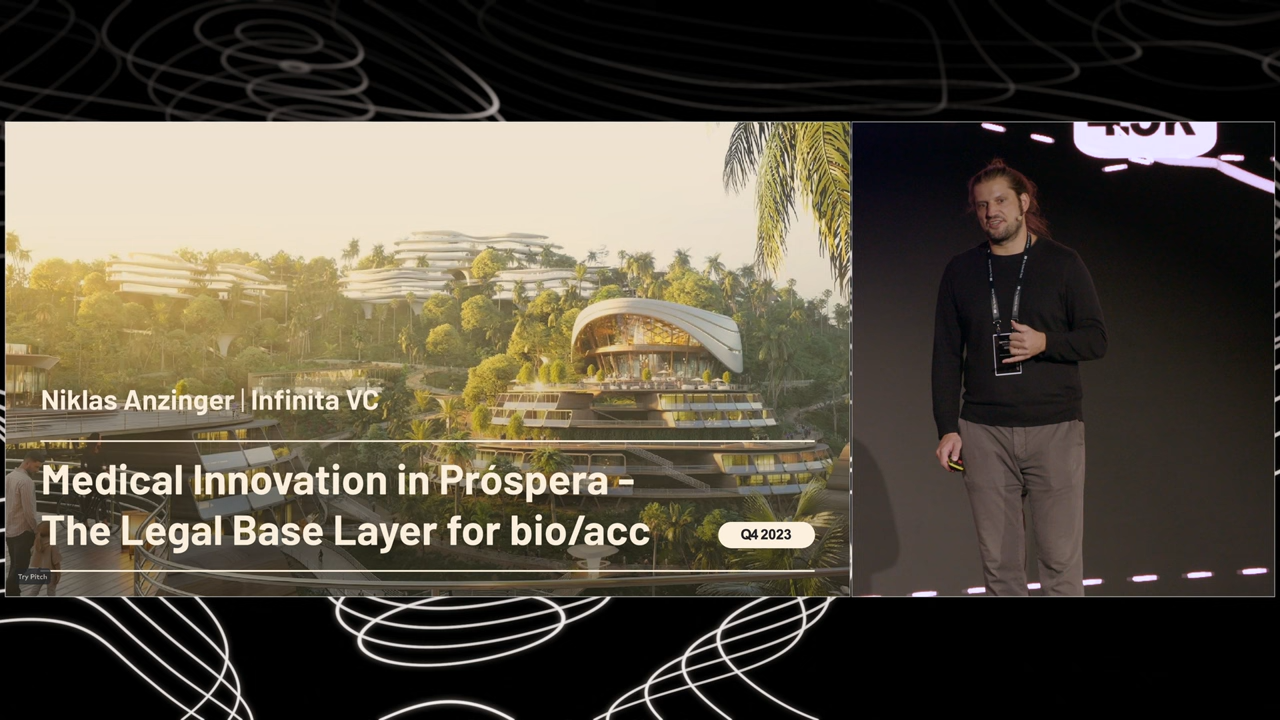 Niklas Anzinger | Infinita VC
Medical Innovation in Próspera –
The Legal Base Layer for bio/acc
Q4 2023
Try Pitch